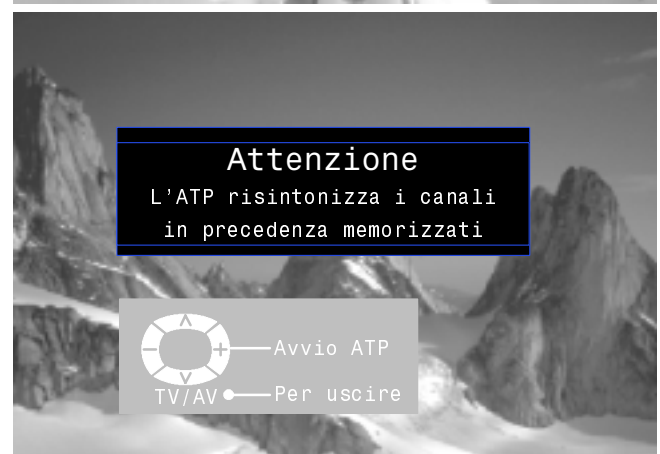 Attenzione
L'ATP risintonizza i canali
in precedenza memorizzati
Avvio ATP
TV/AV Per uscire